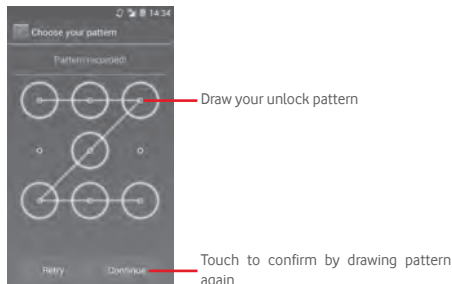 14:34
Choose your pattern
Pattern recorded!
Draw your unlock pattern
Retry Continue
Touch to confirm by drawing pattern
again